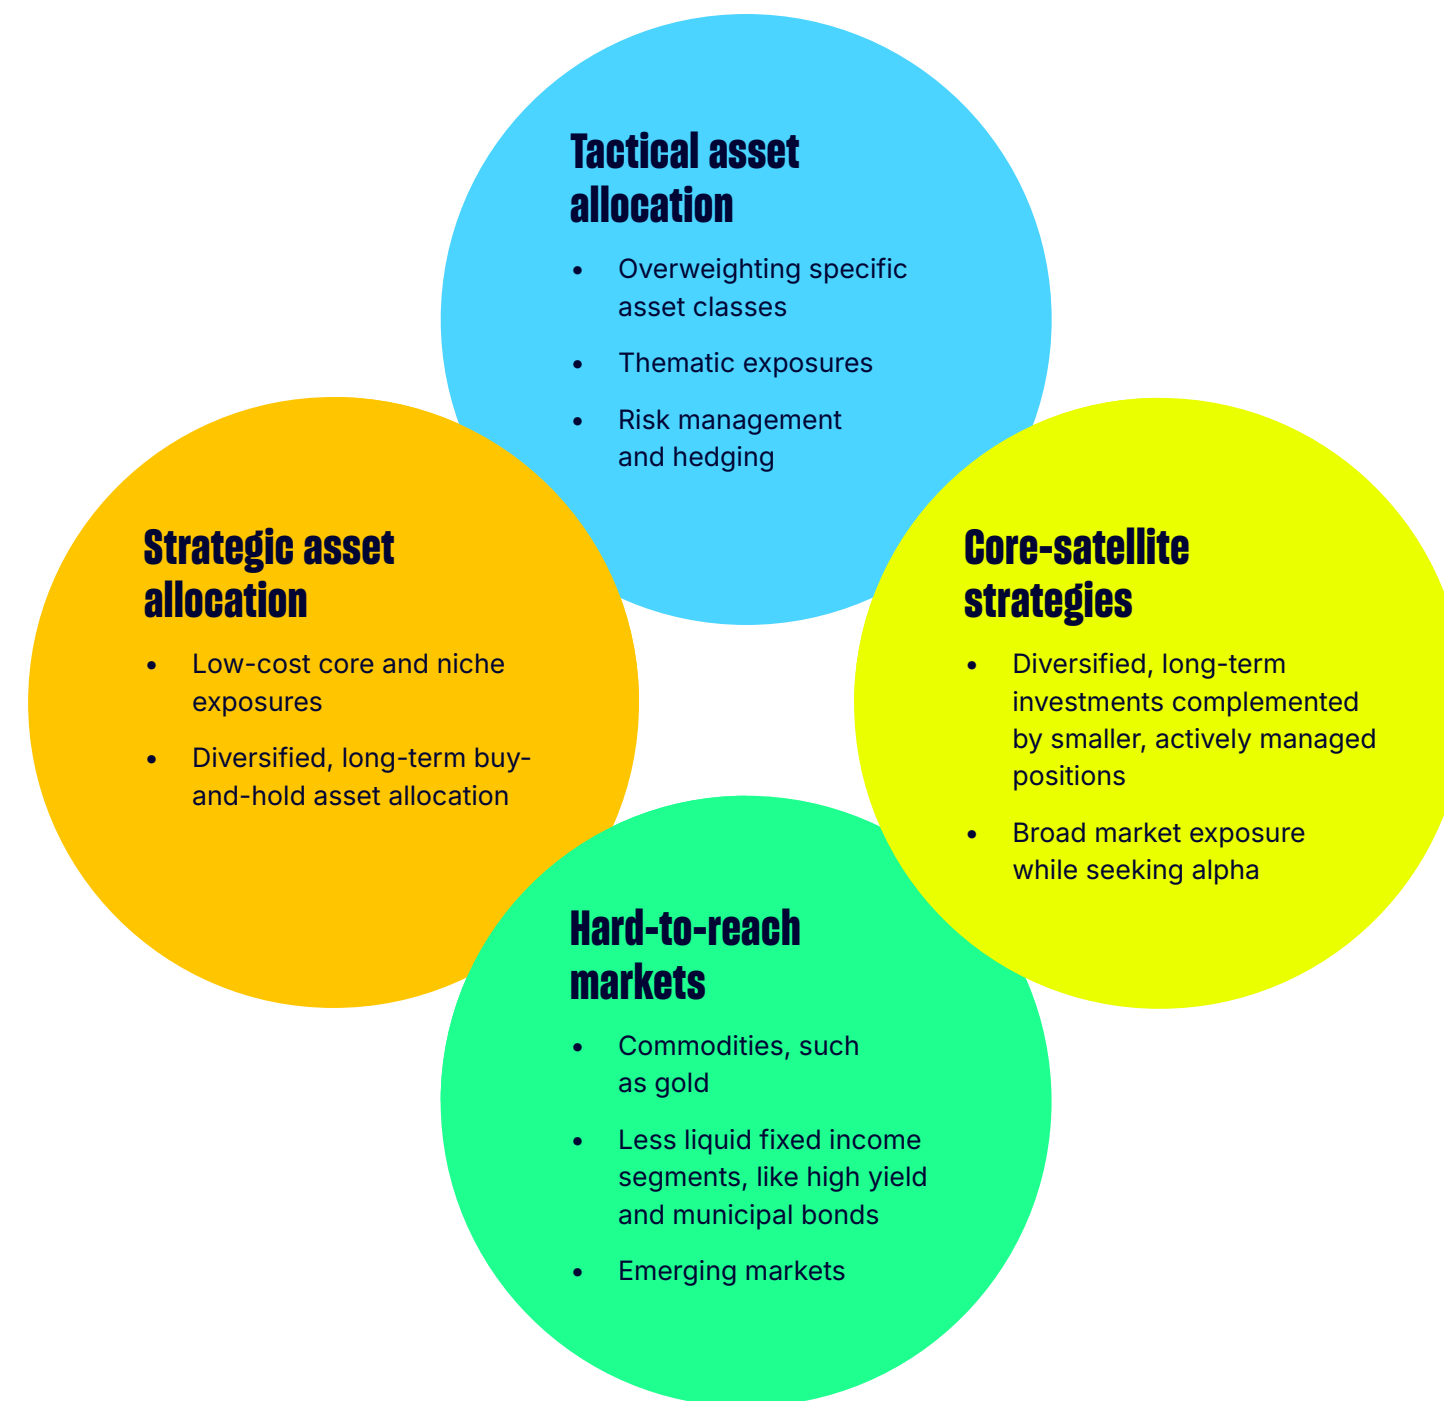 Tactical asset
allocation
• Overweighting specific
asset classes
• Thematic exposures
• Risk management
and hedging
Strategic asset
allocation
• Low-cost core and niche
exposures
• Diversified, long-term buy-
and-hold asset allocation
Core-satellite
strategies
• Diversified, long-term
investments complemented
by smaller, actively managed
positions
• Broad market exposure
while seeking alpha
Hard-to-reach
markets
• Commodities, such
as gold
• Less liquid fixed income
segments, like high yield
and municipal bonds
• Emerging markets